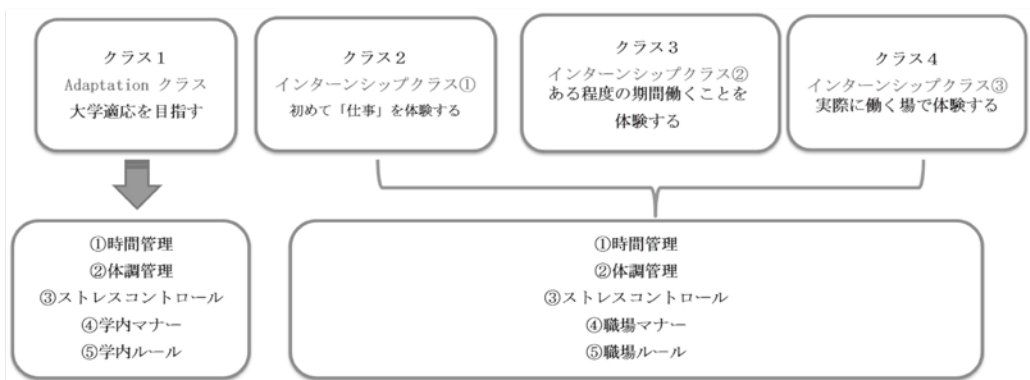 クラス１
Adaptation クラス
大学適応を目指す
クラス２
インターンシップクラス①
初めて「仕事」を体験する
クラス３
インターンシップクラス②
ある程度の期間働くことを
体験する
クラス４
インターンシップクラス③
実際に働く場で体験する
①時間管理
②体調管理
③ストレスコントロール
④学内マナー
⑤学内ルール
①時間管理
②体調管理
③ストレスコントロール
④職場マナー
⑤職場ルール